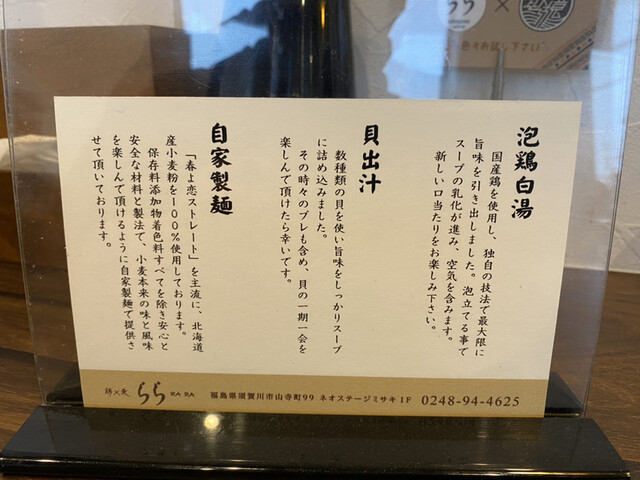 泡鶏白湯
国産鶏を使用し、独自の技法で最大限に
旨味を引き出しました。泡立てる事で
スープの乳化が進み、空気を含みます。
新しい口当たりをお楽しみ下さい。
貝出汁
数種類の貝を使い旨味をしっかりスープ
に詰め込みました。
その時々のブレも含め、貝の一期一会を
楽しんで頂けたら幸いです。
自家製麺
「春よ恋ストレート」を主流に、北海道
産小麦粉を100%使用しております。
保存料添加物着色料すべてを除き安心と
安全な材料と製法で、小麦本来の味と風味
を楽しんで頂けるように自家製麺で提供さ
せて頂いております。
らら RA RA 福島県須賀川市山寺町99 ネオステージミサキ1F 0248-94-4625
らら×
色々お試し下さい